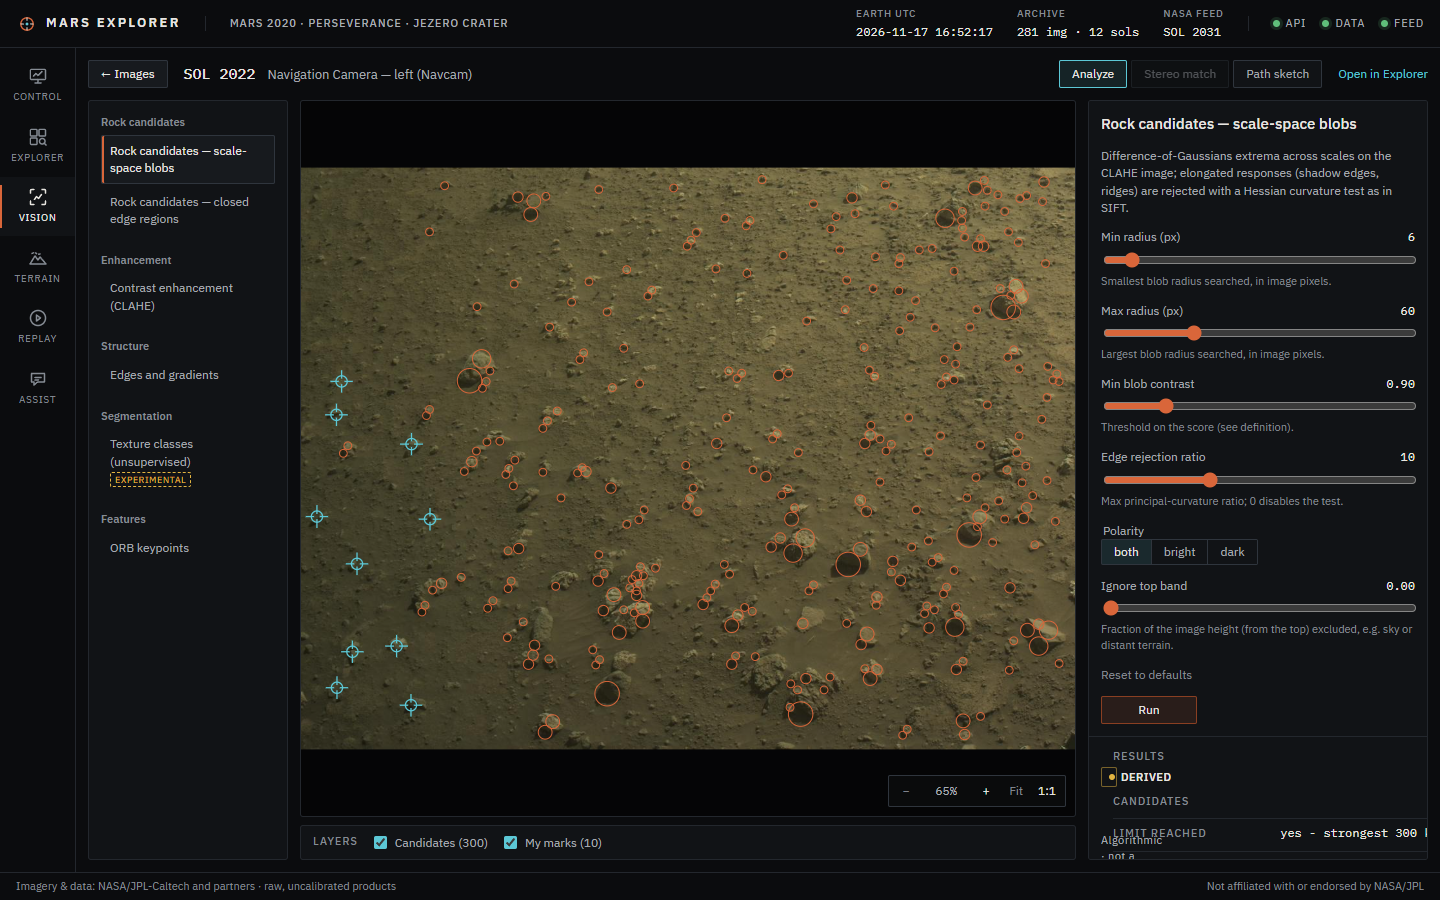 MARS EXPLORER
MARS 2020 · PERSEVERANCE · JEZERO CRATER
EARTH UTC
2026-11-17 16:52:17
ARCHIVE
281 img · 12 sols
NASA FEED
SOL 2031
API
DATA
FEED
CONTROL
EXPLORER
VISION
TERRAIN
REPLAY
ASSIST
← Images
SOL 2022
Navigation Camera — left (Navcam)
Analyze
Stereo match
Path sketch
Open in Explorer
Rock candidates
Rock candidates — scale-
space blobs
Rock candidates — closed
edge regions
Enhancement
Contrast enhancement
(CLAHE)
Structure
Edges and gradients
Segmentation
Texture classes
(unsupervised)
EXPERIMENTAL
Features
ORB keypoints
− 65% + Fit 1:1
LAYERS
Candidates (300)
My marks (10)
Rock candidates — scale-space blobs
Difference-of-Gaussians extrema across scales on the
CLAHE image; elongated responses (shadow edges,
ridges) are rejected with a Hessian curvature test as in
SIFT.
Min radius (px) 6
Smallest blob radius searched, in image pixels.
Max radius (px) 60
Largest blob radius searched, in image pixels.
Min blob contrast 0.90
Threshold on the score (see definition).
Edge rejection ratio 10
Max principal-curvature ratio; 0 disables the test.
Polarity
both bright dark
Ignore top band 0.00
Fraction of the image height (from the top) excluded, e.g. sky or
distant terrain.
Reset to defaults
Run
RESULTS
DERIVED
CANDIDATES
LIMIT REACHED yes - strongest 300
Algorithmic
· not a
Imagery & data: NASA/JPL-Caltech and partners · raw, uncalibrated products
Not affiliated with or endorsed by NASA/JPL